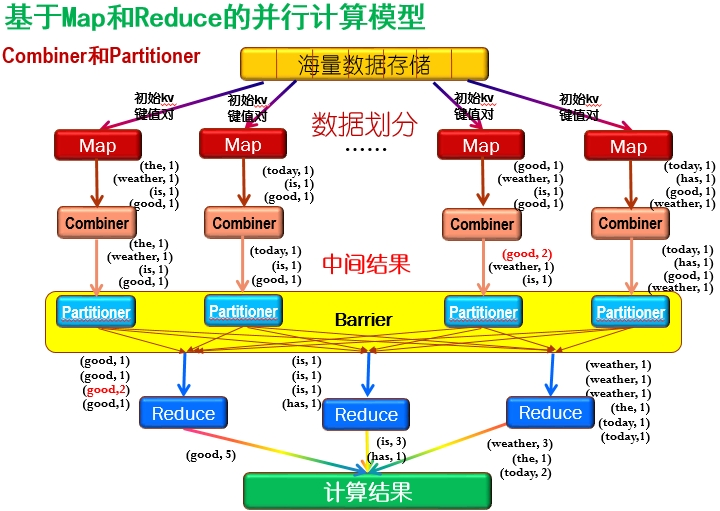 基于Map和Reduce的并行计算模型
Combiner和Partitioner
海量数据存储
初始kv
键值对
初始kv
键值对
初始kv
键值对
初始kv
键值对
数据划分
……
Map
Map
Map
Map
(the, 1)
(weather, 1)
(is, 1)
(good, 1)
(today, 1)
(is, 1)
(good, 1)
(good, 1)
(weather, 1)
(is, 1)
(good, 1)
(today, 1)
(has, 1)
(good, 1)
(weather, 1)
Combiner
Combiner
Combiner
Combiner
(the, 1)
(weather, 1)
(is, 1)
(good, 1)
(today, 1)
(is, 1)
(good, 1)
中间结果
(good, 2)
(weather, 1)
(is, 1)
(today, 1)
(has, 1)
(good, 1)
(weather, 1)
Partitioner
Partitioner
Partitioner
Partitioner
Barrier
(good, 1)
(good, 1)
(good,2)
(good,1)
(is, 1)
(is, 1)
(is, 1)
(has, 1)
(weather, 1)
(weather, 1)
(weather, 1)
(the, 1)
(today, 1)
(today,1)
Reduce
Reduce
Reduce
(good, 5)
(is, 3)
(has, 1)
(weather, 3)
(the, 1)
(today, 2)
计算结果